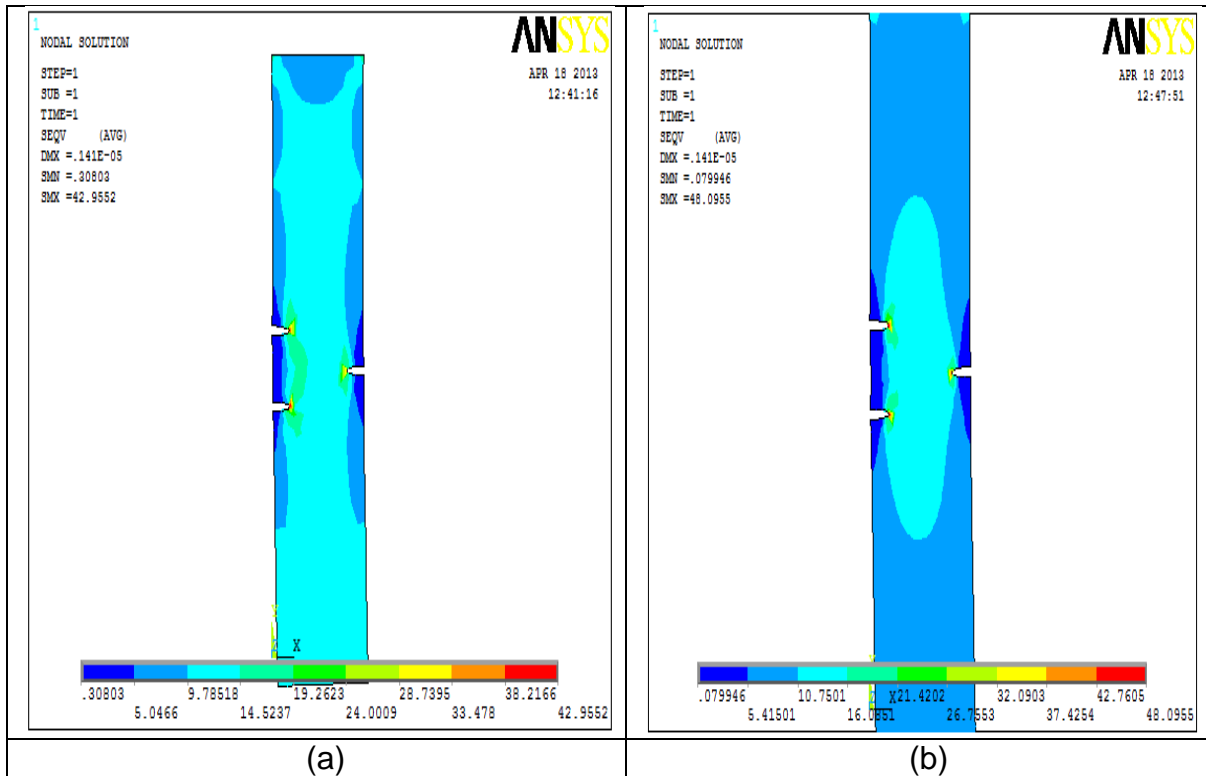 1
NODAL SOLUTION
ANSYS
STEP=1
APR 18 2013
SUB =1
12:41:16
TIME=1
SEQV (AVG)
DMX =.141E-05
SMN =.30803
SMX =42.9552
Y
Z X
.30803 9.78518 19.2623 28.7395 38.2166
5.0466 14.5237 24.0009 33.478 42.9552
(a)
1
NODAL SOLUTION
ANSYS
STEP=1
APR 18 2013
SUB =1
12:47:51
TIME=1
SEQV (AVG)
DMX =.141E-05
SMN =.079946
SMX =48.0955
Y
Z X
.079946 10.7501 21.4202 32.0903 42.7605
5.41501 26.7553 37.4254 48.0955
(b)